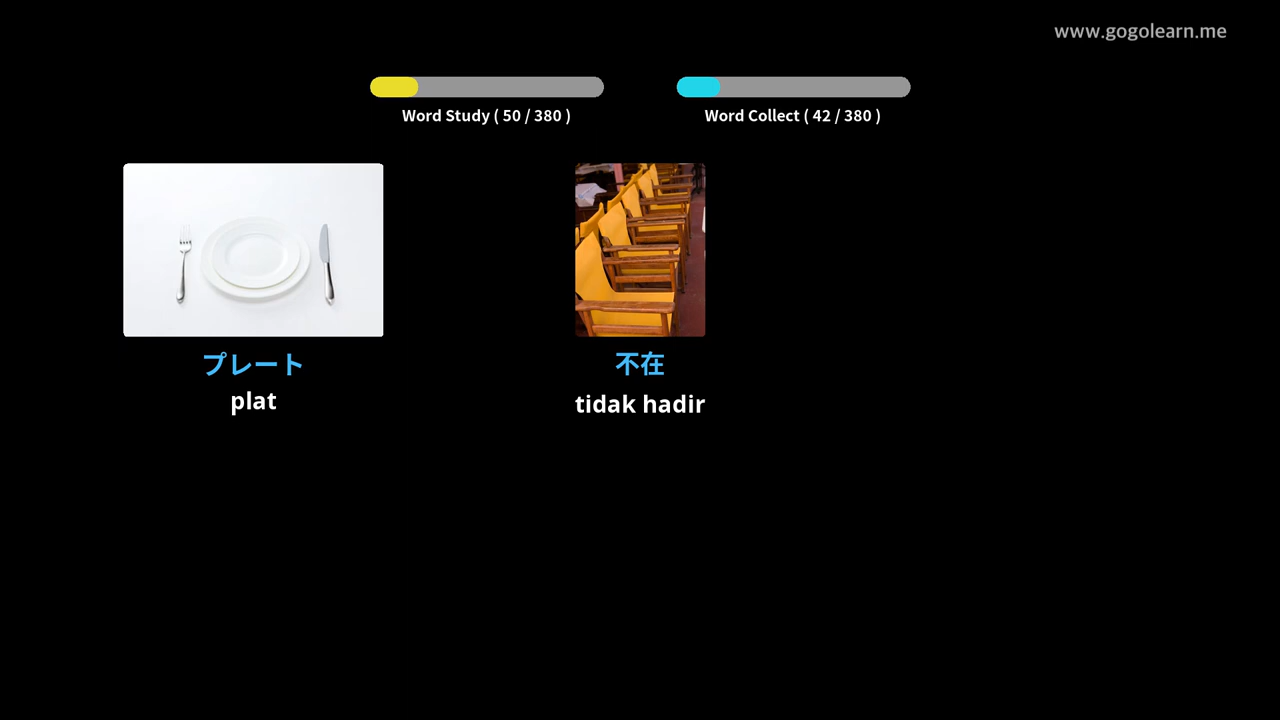 www.gogolearn.me
Word Study ( 50 / 380 )
Word Collect ( 42 / 380 )
プレート
plat
不在
tidak hadir